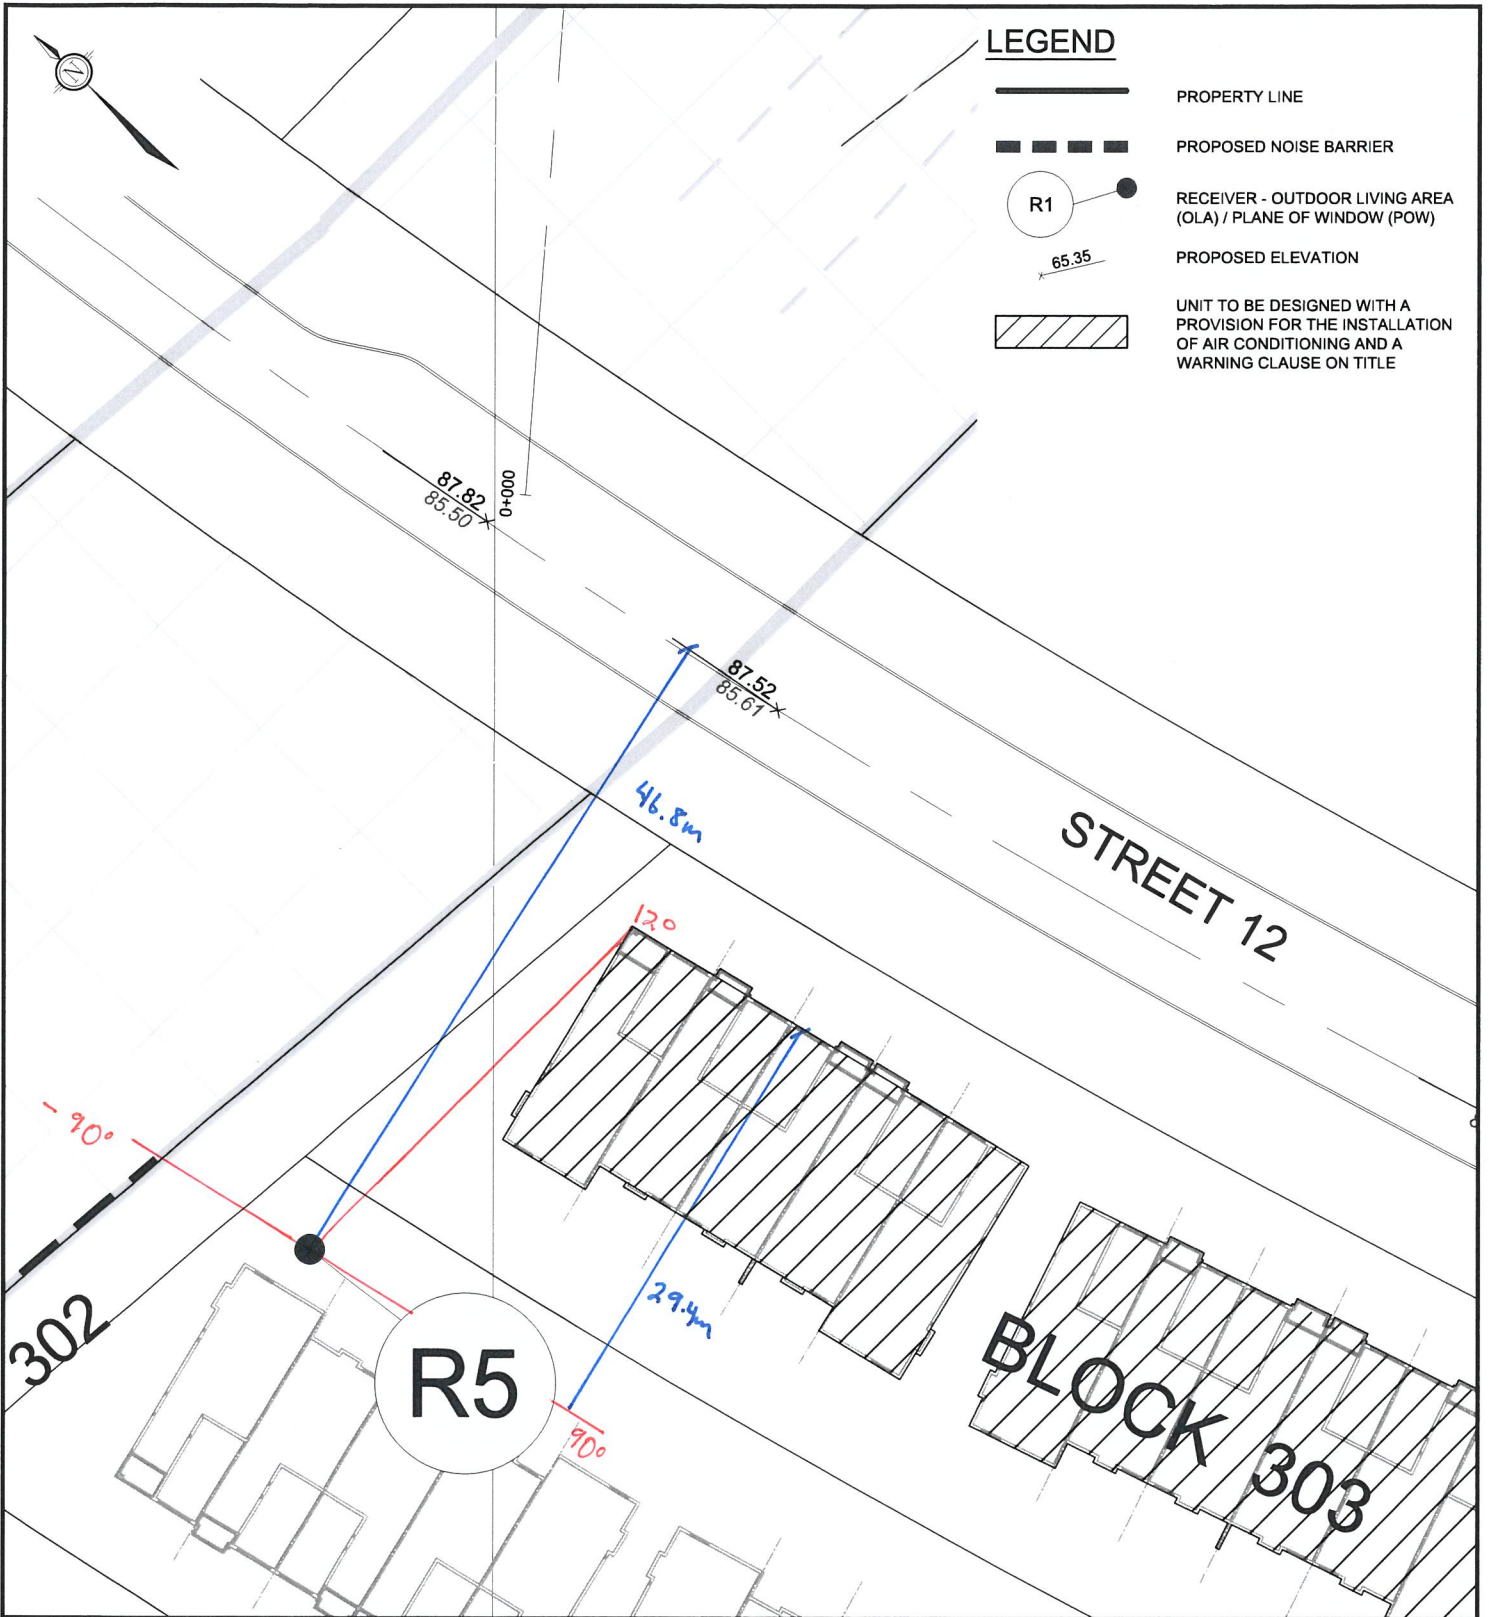 N
LEGEND
PROPERTY LINE
PROPOSED NOISE BARRIER
R1
RECEIVER - OUTDOOR LIVING AREA
(OLA) / PLANE OF WINDOW (POW)
65.35
PROPOSED ELEVATION
UNIT TO BE DESIGNED WITH A
PROVISION FOR THE INSTALLATION
OF AIR CONDITIONING AND A
WARNING CLAUSE ON TITLE
87.82
85.50
0+000
87.52
85.61
46.8m
STREET 12
12°
- 90°
29.4m
302
R5
90°
BLOCK 303